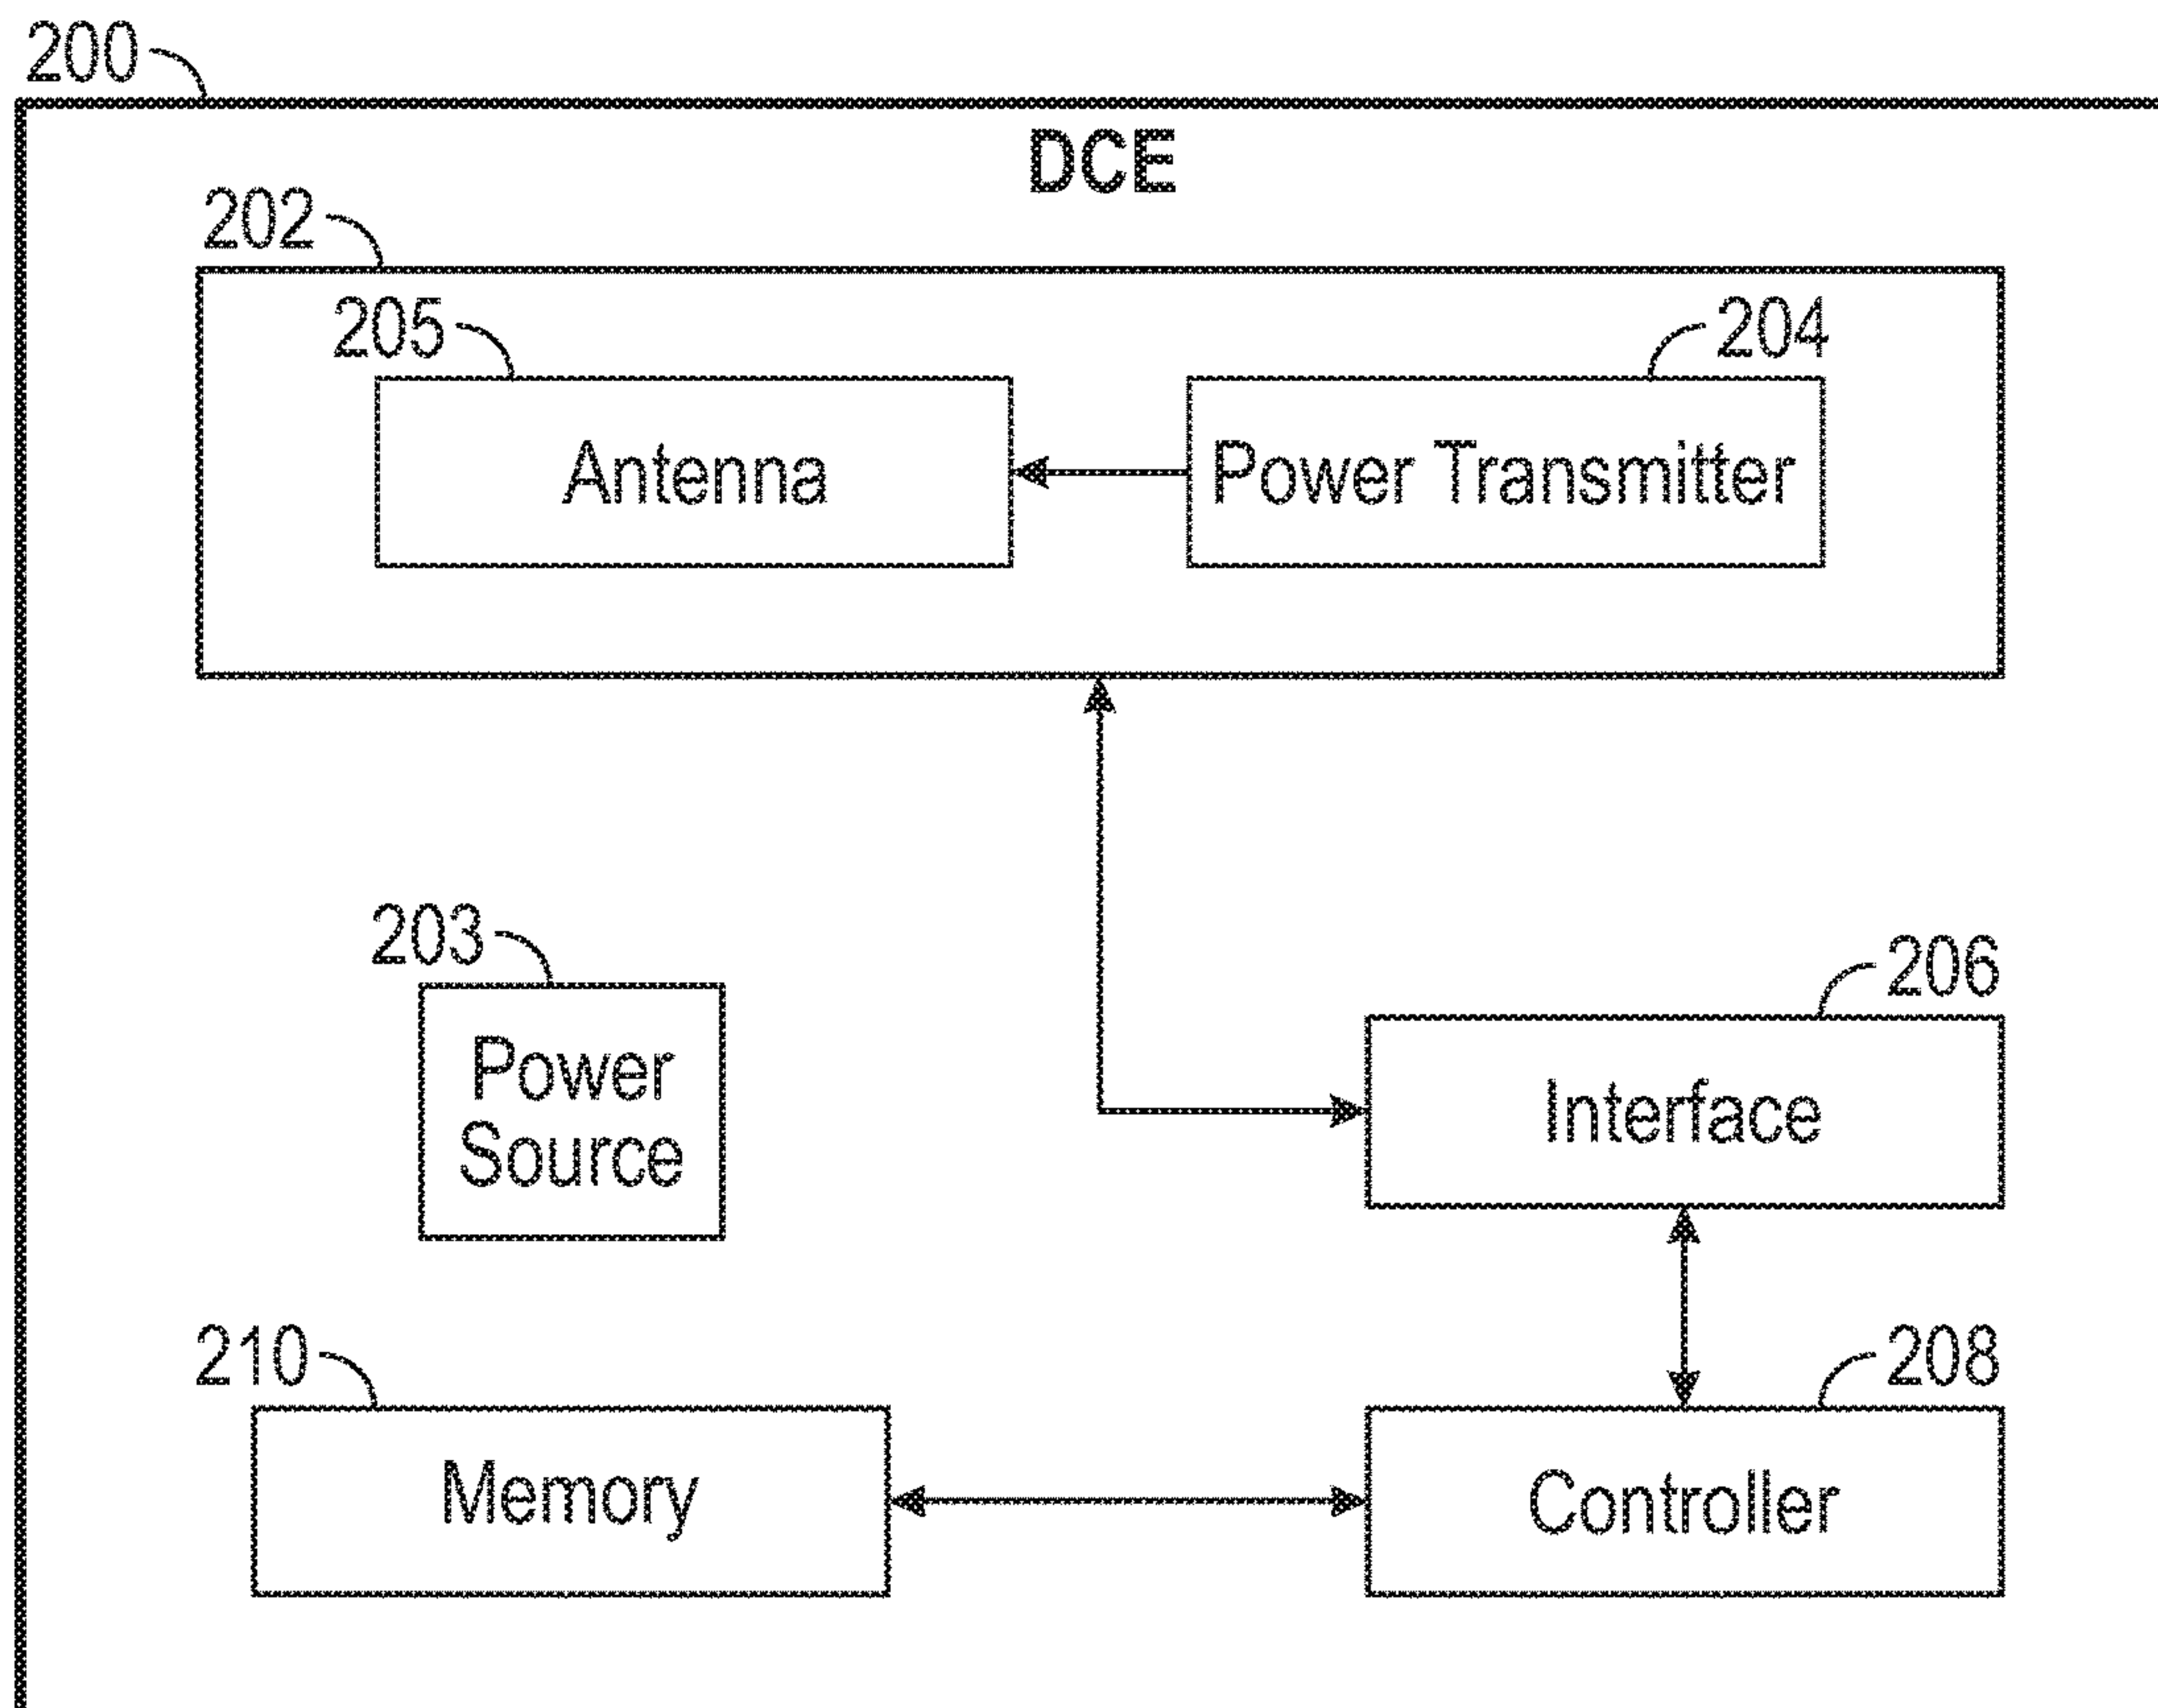 200
DCE
202
205
204
Antenna
Power Transmitter
203
206
Power
Source
Interface
210
208
Memory
Controller